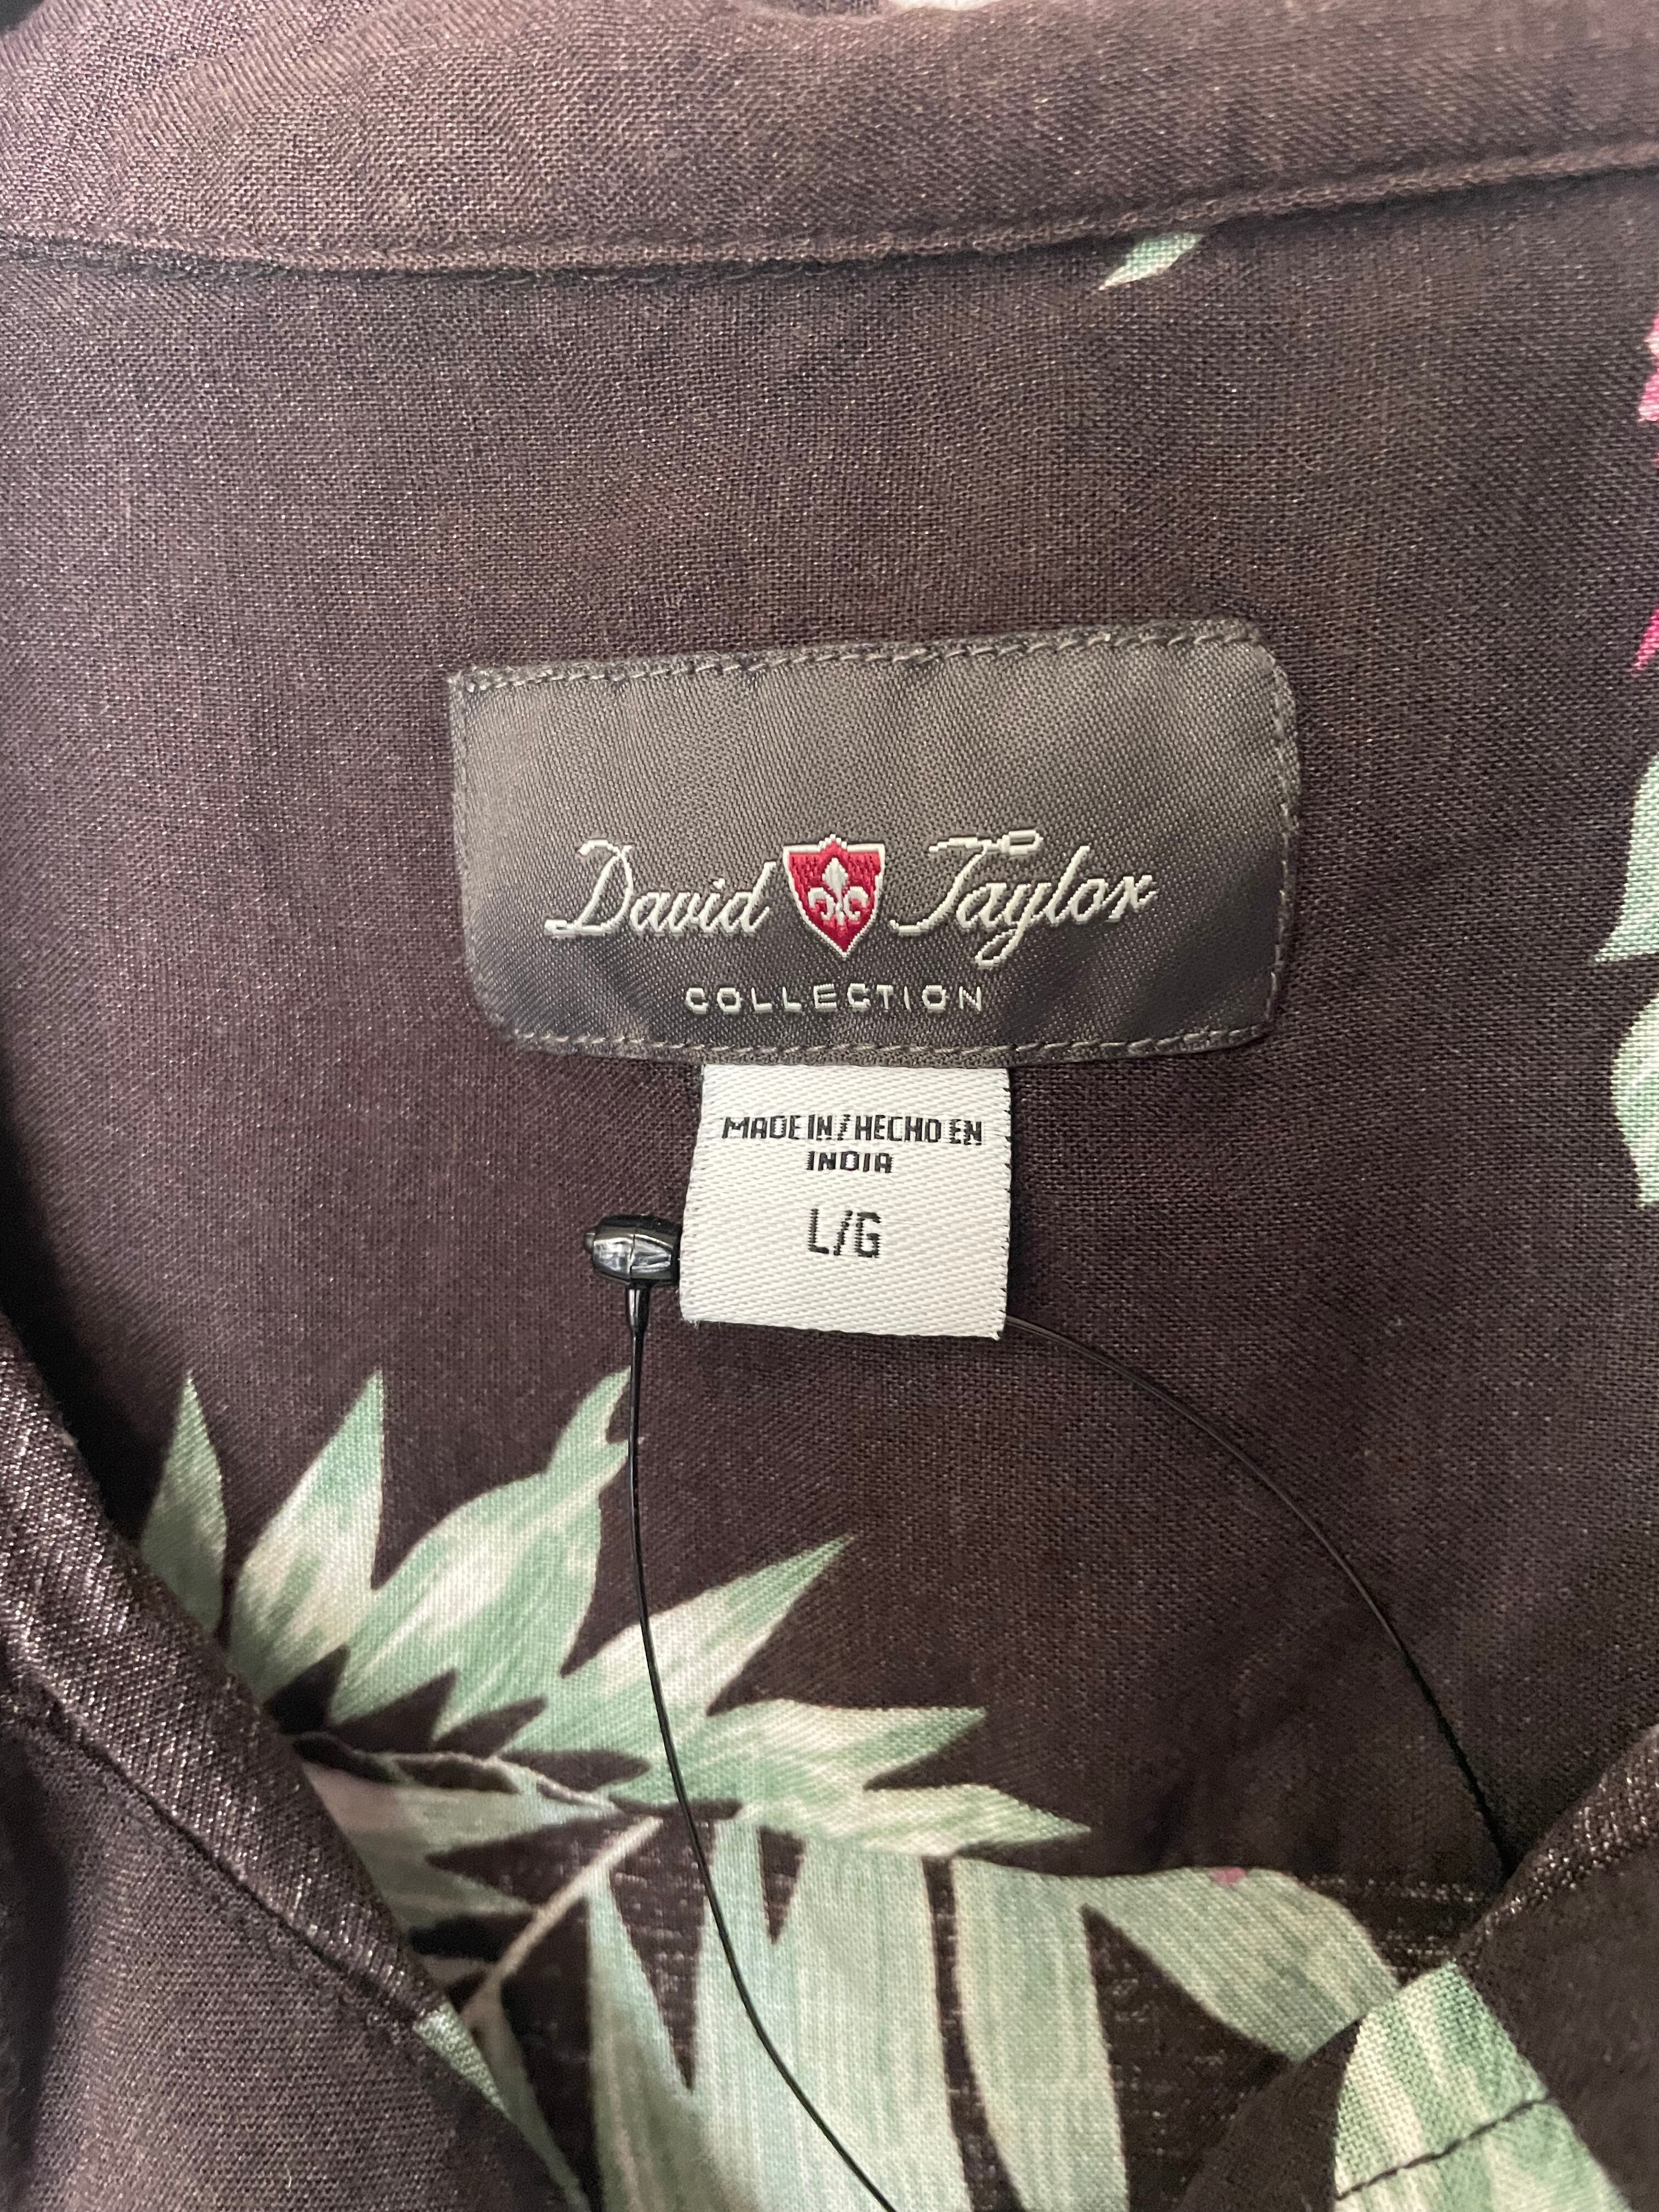 David Taylor
COLLECTION
MADE IN / HECHO EN
INDIA
L/G